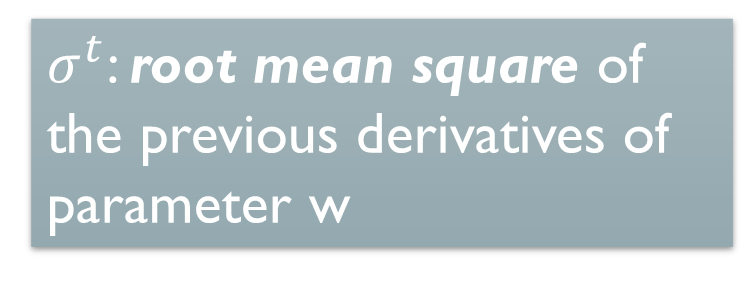 σᵗ: root mean square of
the previous derivatives of
parameter w